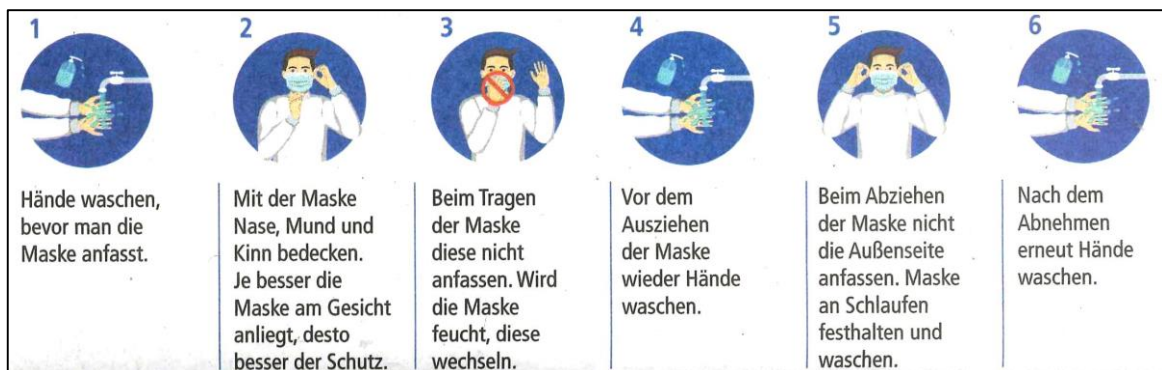 1
Hände waschen,
bevor man die
Maske anfasst.
2
Mit der Maske
Nase, Mund und
Kinn bedecken.
Je besser die
Maske am Gesicht
anliegt, desto
besser der Schutz.
3
Beim Tragen
der Maske
diese nicht
anfassen. Wird
die Maske
feucht, diese
wechseln.
4
Vor dem
Ausziehen
der Maske
wieder Hände
waschen.
5
Beim Abziehen
der Maske nicht
die Außenseite
anfassen. Maske
an Schlaufen
festhalten und
waschen.
6
Nach dem
Abnehmen
erneut Hände
waschen.